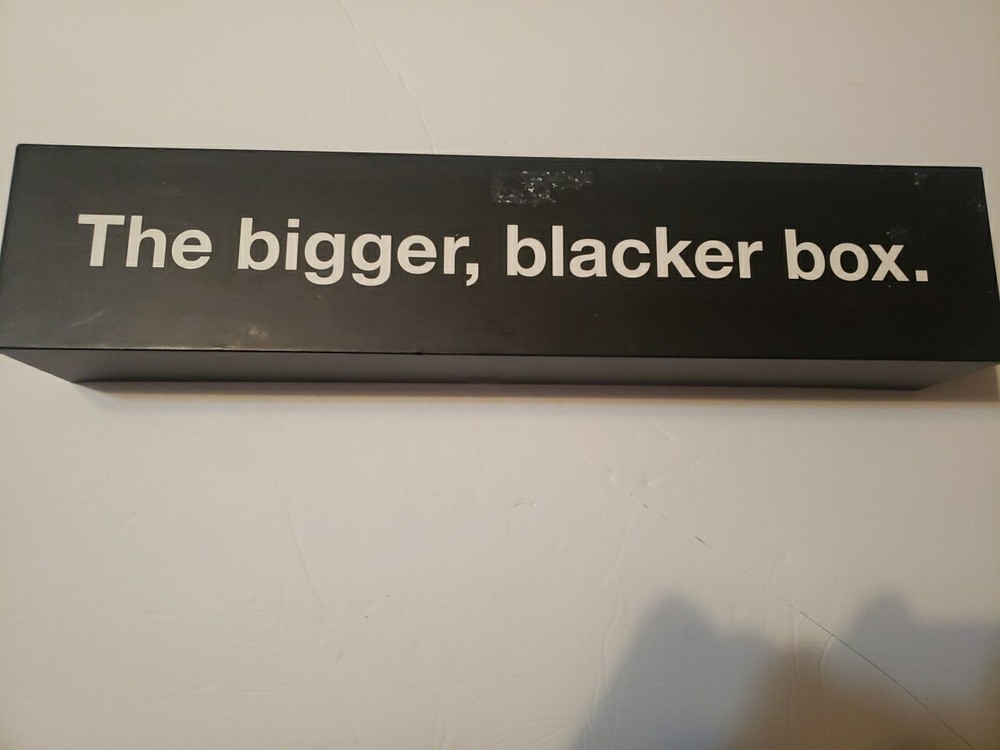 The bigger, blacker box.